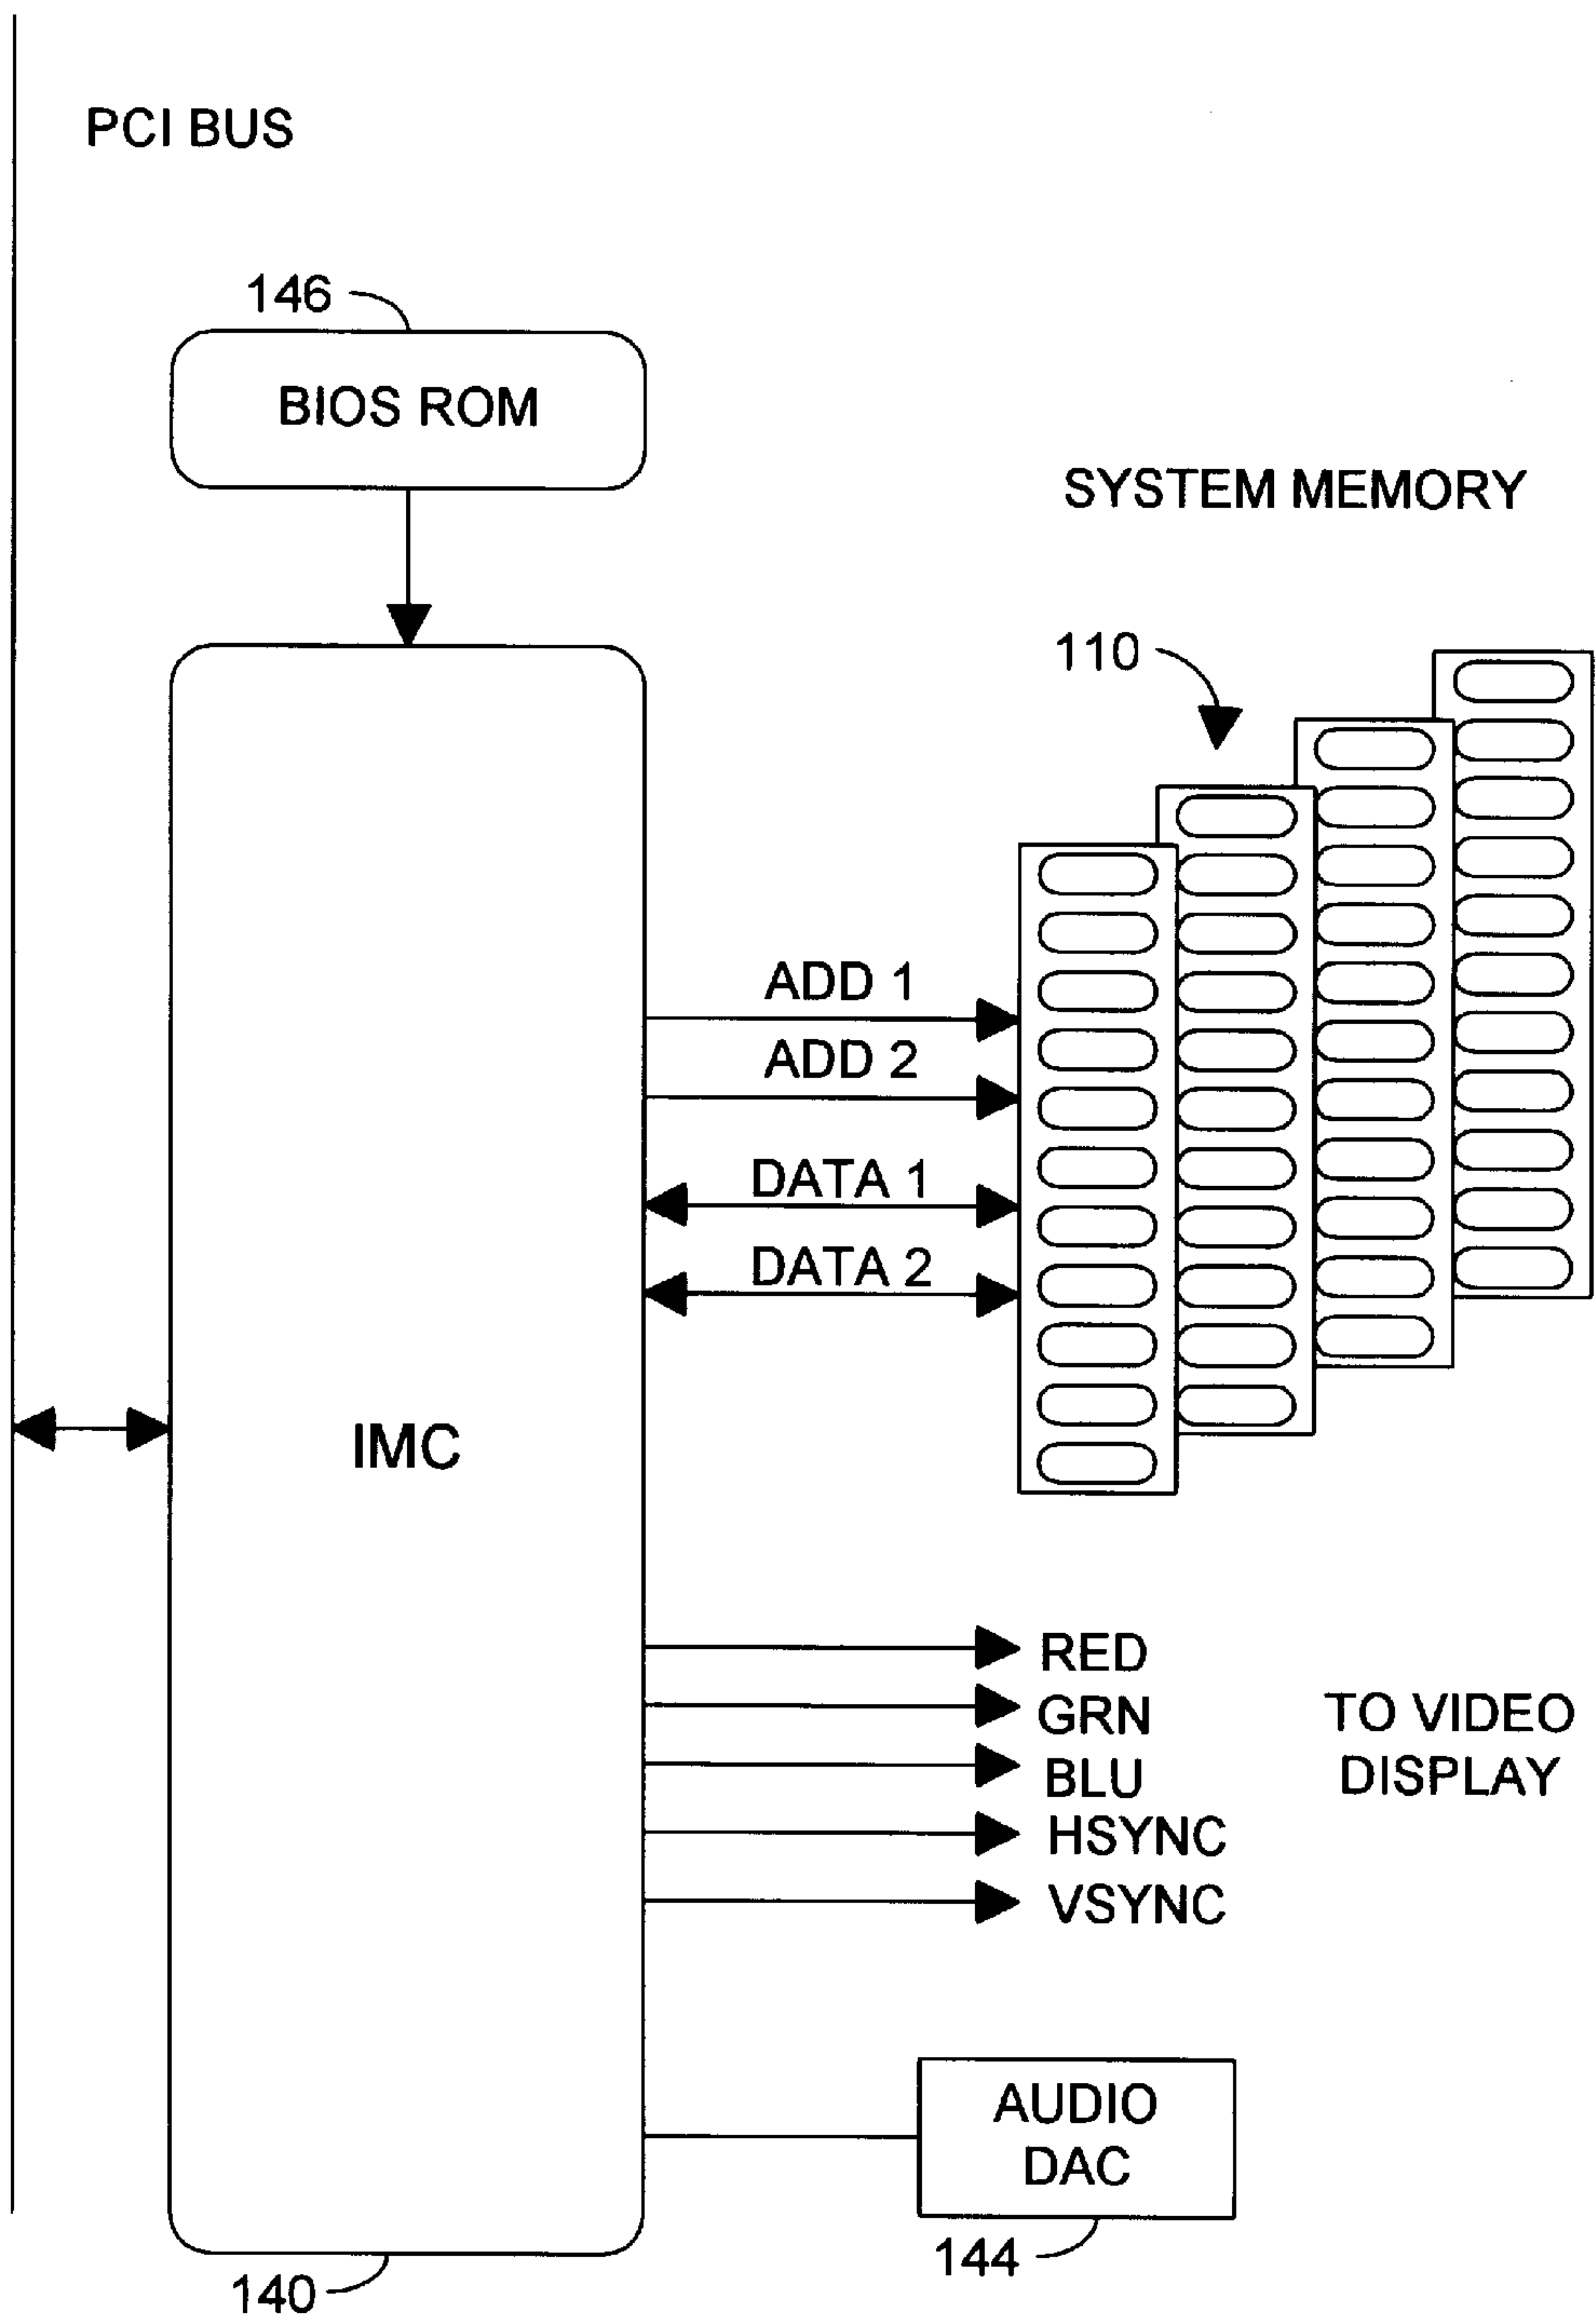 PCI BUS
146
BIOS ROM
SYSTEM MEMORY
110
ADD 1
ADD 2
DATA 1
DATA 2
IMC
RED
GRN
BLU
HSYNC
VSYNC
TO VIDEO
DISPLAY
AUDIO
DAC
144
140